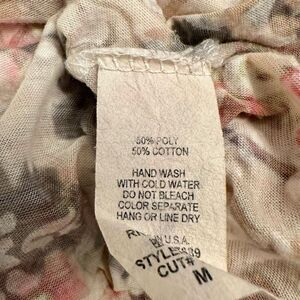 50% POLY
50% COTTON
HAND WASH
WITH COLD WATER
DO NOT BLEACH
COLOR SEPARATE
HANG OR LINE DRY
IN U.S.A.
CUT#
M